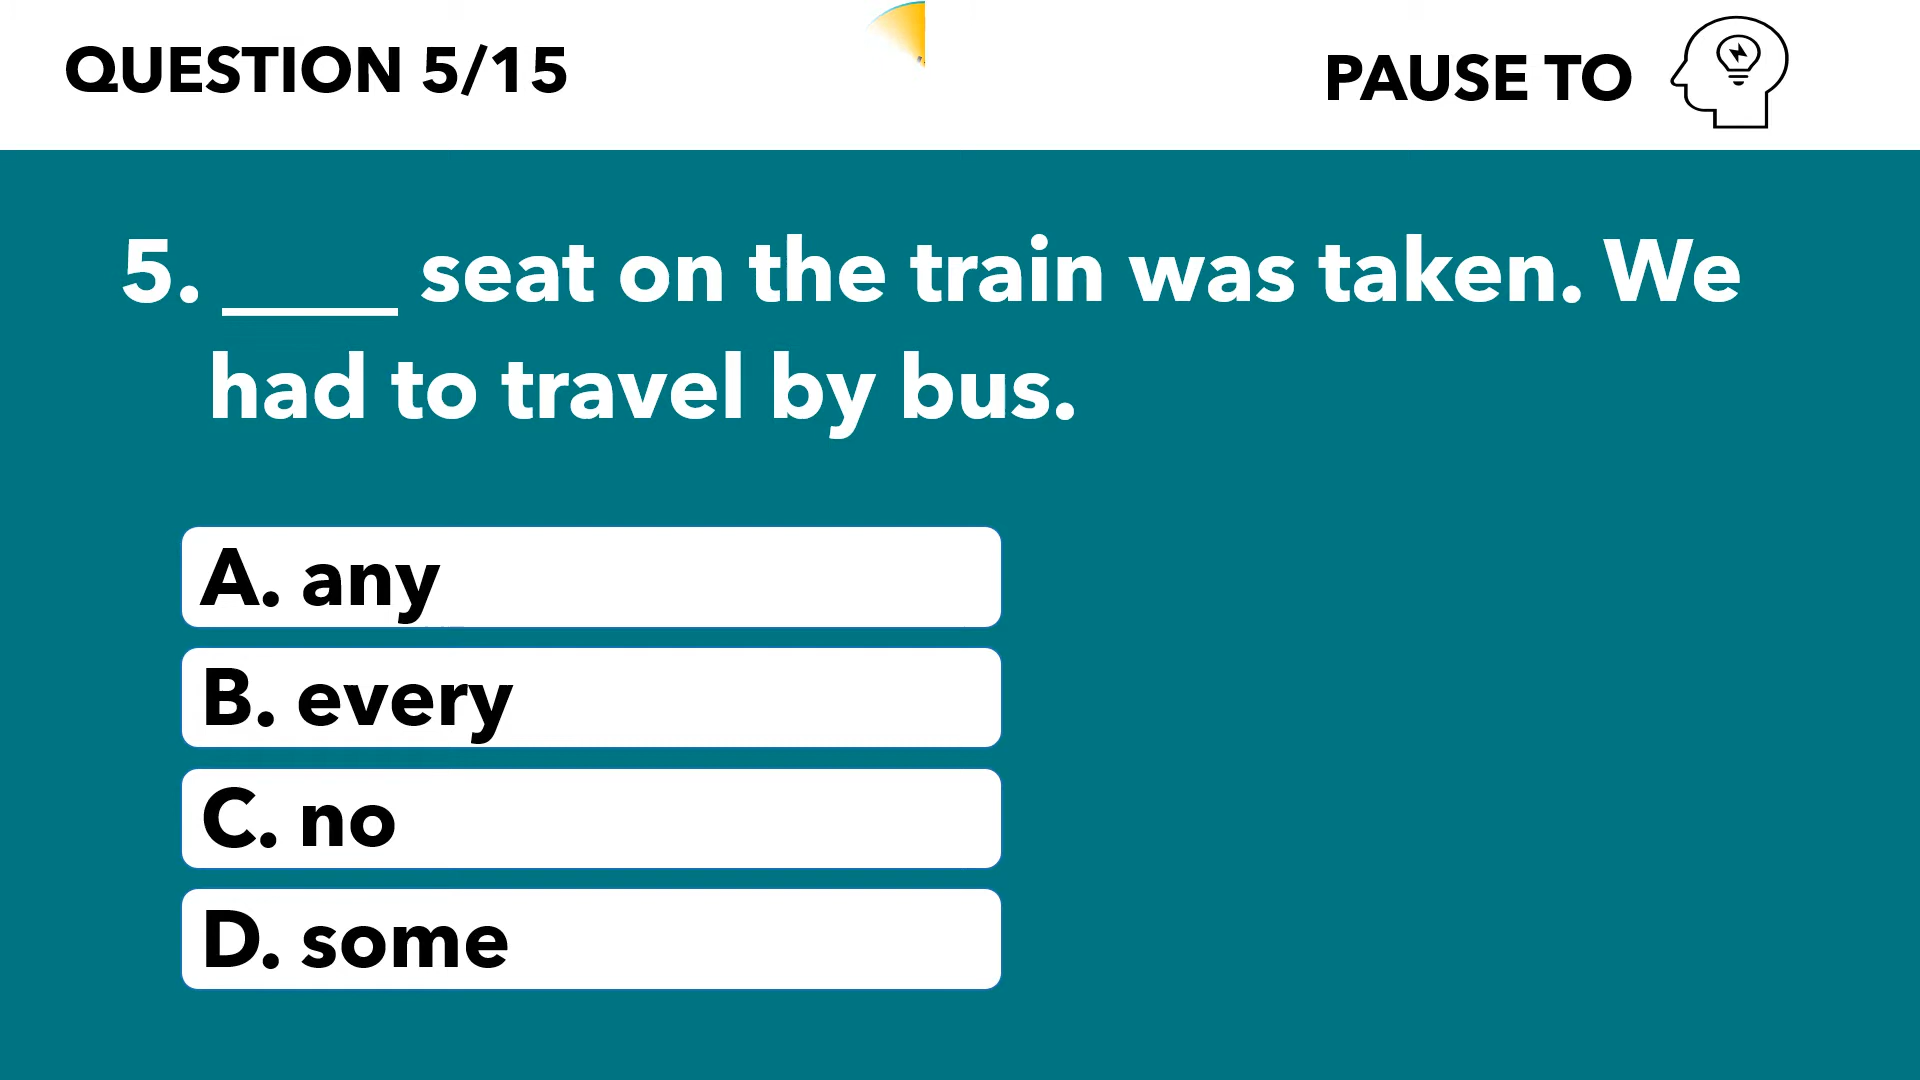 QUESTION 5/15
PAUSE TO
5. ____ seat on the train was taken. We
had to travel by bus.
A. any
B. every
C. no
D. some